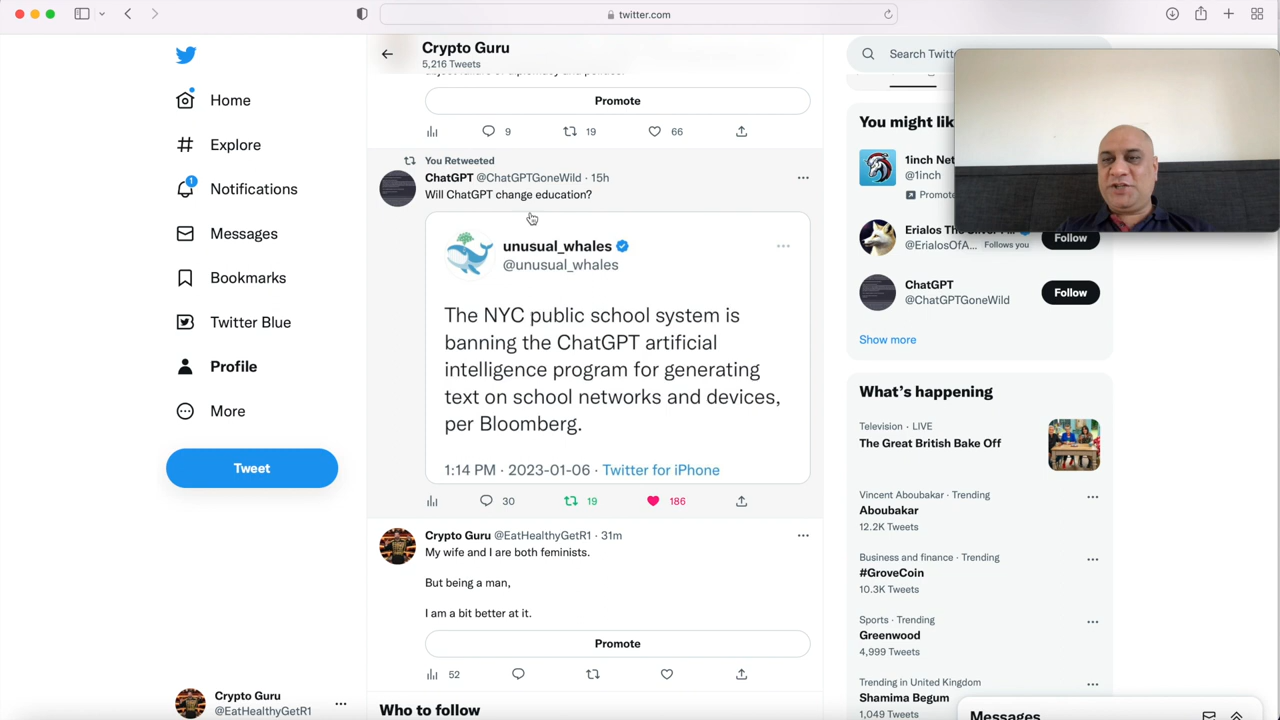 twitter.com
Home
Explore
1
Notifications
Messages
Bookmarks
Twitter Blue
Profile
More
Tweet
Crypto Guru
@EatHealthyGetR1
Crypto Guru
5,216 Tweets
Promote
9 19 66
You Retweeted
ChatGPT @ChatGPTGoneWild · 15h
Will ChatGPT change education?
unusual_whales
@unusual_whales
The NYC public school system is
banning the ChatGPT artificial
intelligence program for generating
text on school networks and devices,
per Bloomberg.
1:14 PM · 2023-01-06 · Twitter for iPhone
30 19 186
Crypto Guru @EatHealthyGetR1 · 31m
My wife and I are both feminists.
But being a man,
I am a bit better at it.
Promote
52
Who to follow
Search Twitt
You might lik
1inch Net
@1inch
Promote
Erialos The
@ErialosOfA... Follows you
Follow
ChatGPT
@ChatGPTGoneWild
Follow
Show more
What's happening
Television · LIVE
The Great British Bake Off
Vincent Aboubakar · Trending
Aboubakar
12.2K Tweets
Business and finance · Trending
#GroveCoin
10.3K Tweets
Sports · Trending
Greenwood
4,999 Tweets
Trending in United Kingdom
Shamima Begum
1,049 Tweets
Messages